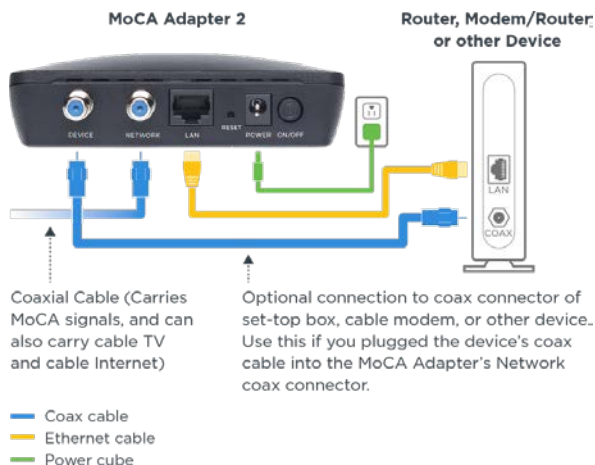 MoCA Adapter 2
Router, Modem/Router,
or other Device
DEVICE
NETWORK
LAN
RESET
POWER
ON/OFF
LAN
COAX
Coaxial Cable (Carries
MoCA signals, and can
also carry cable TV
and cable Internet)
Optional connection to coax connector of
set-top box, cable modem, or other device.
Use this if you plugged the device's coax
cable into the MoCA Adapter's Network
coax connector.
Coax cable
Ethernet cable
Power cube